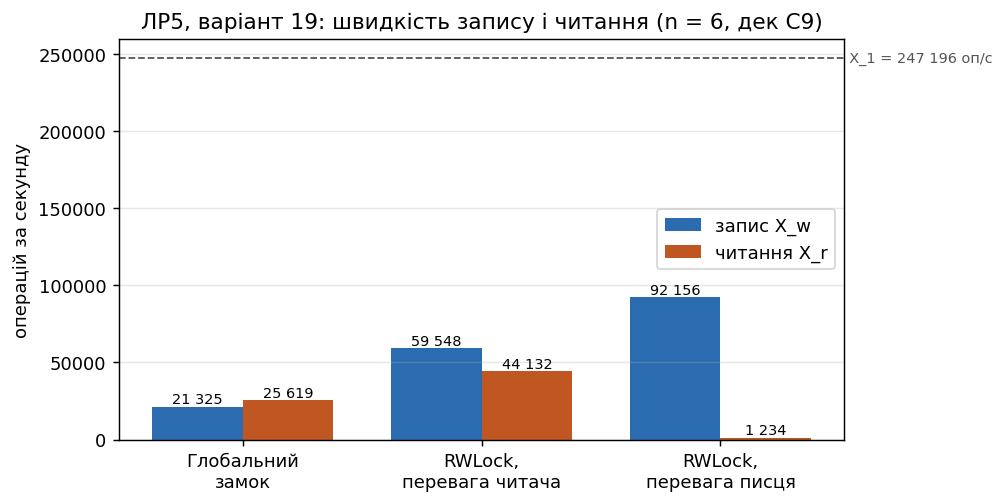 ЛР5, варіант 19: швидкість запису і читання (n = 6, дек C9)
операцій за секунду
250000
200000
150000
100000
50000
0
X_1 = 247 196 оп/с
запис X_w
читання X_r
21 325
25 619
59 548
44 132
92 156
1 234
Глобальний
замок
RWLock,
перевага читача
RWLock,
перевага писця